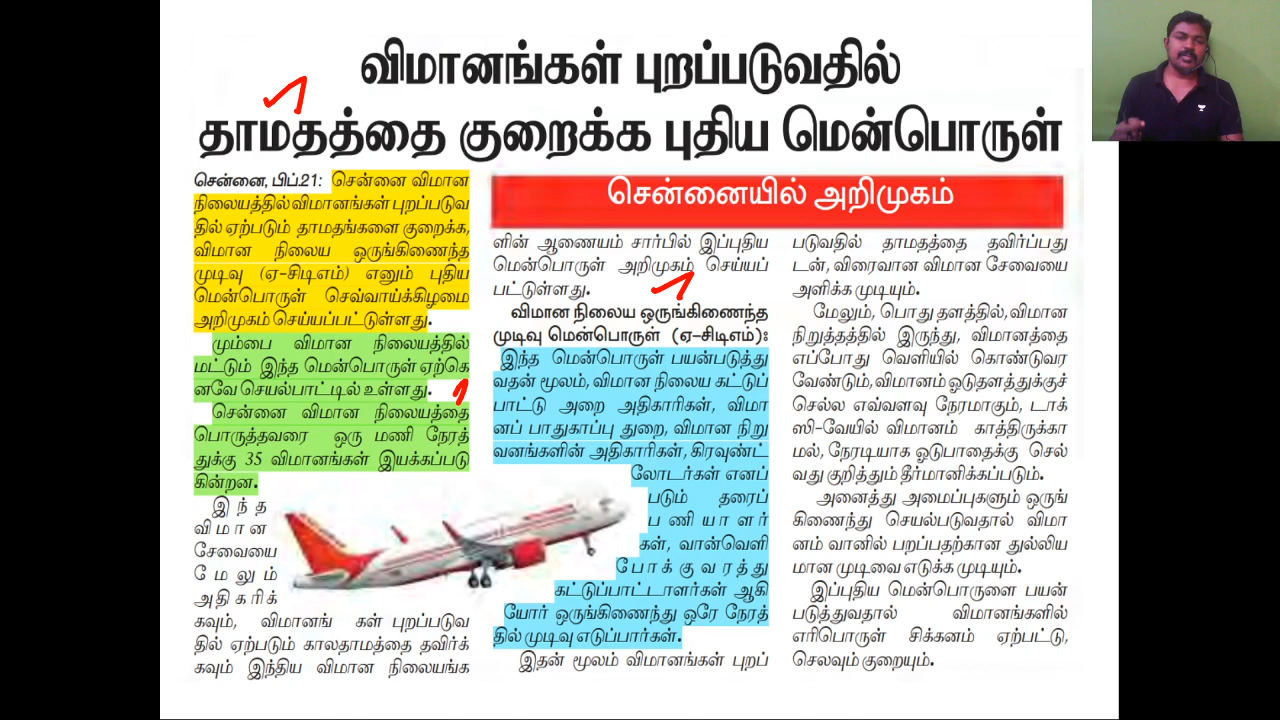 விமானங்கள் புறப்படுவதில்
தாமதத்தை குறைக்க புதிய மென்பொருள்
சென்னையில் அறிமுகம்
சென்னை, பிப்.21: சென்னை விமான
நிலையத்தில் விமானங்கள் புறப்படுவ
தில் ஏற்படும் தாமதங்களை குறைக்க,
விமான நிலைய ஒருங்கிணைந்த
முடிவு (ஏ-சிடிஎம்) எனும் புதிய
மென்பொருள் செவ்வாய்க்கிழமை
அறிமுகம் செய்யப்பட்டுள்ளது.
மும்பை விமான நிலையத்தில்
மட்டும் இந்த மென்பொருள் ஏற்கெ
னவே செயல்பாட்டில் உள்ளது.
சென்னை விமான நிலையத்தை
பொருத்தவரை ஒரு மணி நேரத்
துக்கு 35 விமானங்கள் இயக்கப்படு
கின்றன.
இந்த
விமான
சேவையை
மேலும்
அதிகரிக்
கவும், விமானங் கள் புறப்படுவ
தில் ஏற்படும் காலதாமதத்தை தவிர்க்
கவும் இந்திய விமான நிலையங்க
ளின் ஆணையம் சார்பில் இப்புதிய
மென்பொருள் அறிமுகம் செய்யப்
பட்டுள்ளது.
விமான நிலைய ஒருங்கிணைந்த
முடிவு மென்பொருள் (ஏ-சிடிஎம்):
இந்த மென்பொருள் பயன்படுத்து
வதன் மூலம், விமான நிலைய கட்டுப்
பாட்டு அறை அதிகாரிகள், விமா
னப் பாதுகாப்பு துறை, விமான நிறு
வனங்களின் அதிகாரிகள், கிரவுண்ட்
லோடர்கள் எனப்
படும் தரைப்
பணியாளர்
கள், வான்வெளி
போக்குவரத்து
கட்டுப்பாட்டாளர்கள் ஆகி
யோர் ஒருங்கிணைந்து ஒரே நேரத்
தில் முடிவு எடுப்பார்கள்.
இதன் மூலம் விமானங்கள் புறப்
படுவதில் தாமதத்தை தவிர்ப்பது
டன், விரைவான விமான சேவையை
அளிக்க முடியும்.
மேலும், பொது தளத்தில், விமான
நிறுத்தத்தில் இருந்து, விமானத்தை
எப்போது வெளியில் கொண்டுவர
வேண்டும், விமானம் ஓடுதளத்துக்குச்
செல்ல எவ்வளவு நேரமாகும், டாக்
ஸி-வேயில் விமானம் காத்திருக்கா
மல், நேரடியாக ஓடுபாதைக்கு செல்
வது குறித்தும் தீர்மானிக்கப்படும்.
அனைத்து அமைப்புகளும் ஒருங்
கிணைந்து செயல்படுவதால் விமா
னம் வானில் பறப்பதற்கான துல்லிய
மான முடிவை எடுக்க முடியும்.
இப்புதிய மென்பொருளை பயன்
படுத்துவதால் விமானங்களில்
எரிபொருள் சிக்கனம் ஏற்பட்டு,
செலவும் குறையும்.